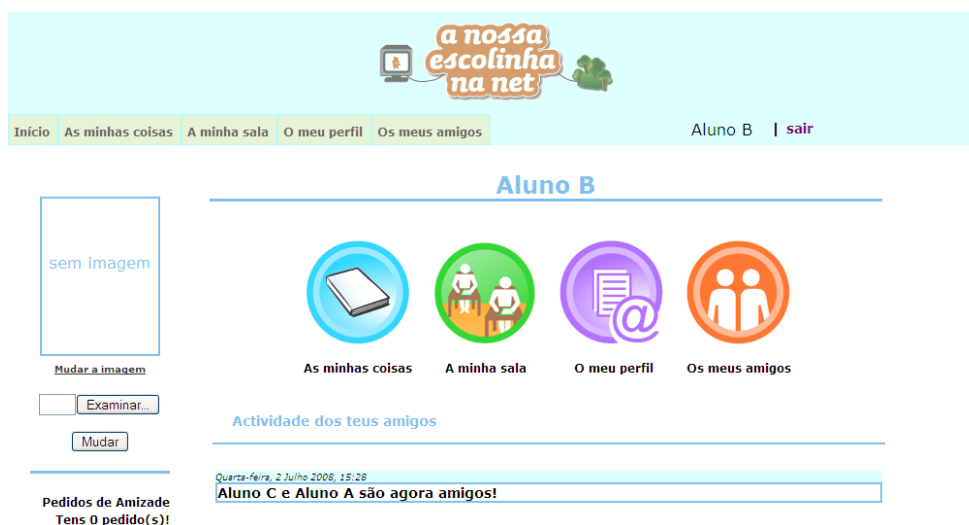 a nossa
escolinha
na net
Início As minhas coisas A minha sala O meu perfil Os meus amigos Aluno B | sair
Aluno B
sem imagem
Mudar a imagem
Examinar...
Mudar
As minhas coisas A minha sala O meu perfil Os meus amigos
Actividade dos teus amigos
Quarta-feira, 2 Julho 2008, 15:28
Aluno C e Aluno A são agora amigos!
Pedidos de Amizade
Tens 0 pedido(s)!